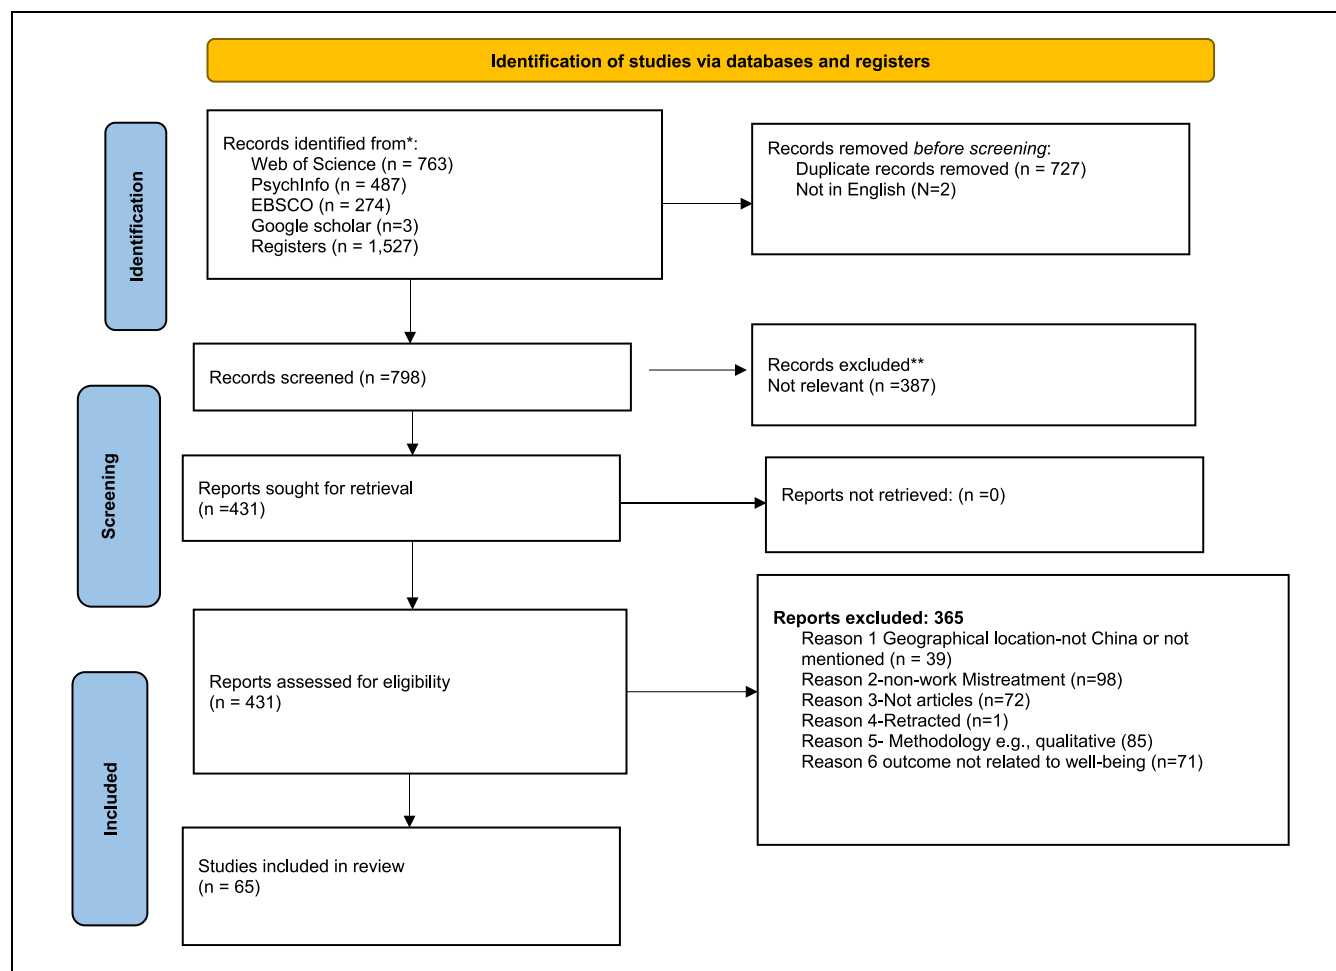 Identification of studies via databases and registers
Identification
Records identified from*:
Web of Science (n = 763)
PsychInfo (n = 487)
EBSCO (n = 274)
Google scholar (n=3)
Registers (n = 1,527)
Records removed before screening:
Duplicate records removed (n = 727)
Not in English (N=2)
Screening
Records screened (n =798)
Records excluded**
Not relevant (n =387)
Reports sought for retrieval
(n =431)
Reports not retrieved: (n =0)
Reports assessed for eligibility
(n = 431)
Reports excluded: 365
Reason 1 Geographical location-not China or not
mentioned (n = 39)
Reason 2-non-work Mistreatment (n=98)
Reason 3-Not articles (n=72)
Reason 4-Retracted (n=1)
Reason 5- Methodology e.g., qualitative (85)
Reason 6 outcome not related to well-being (n=71)
Included
Studies included in review
(n = 65)